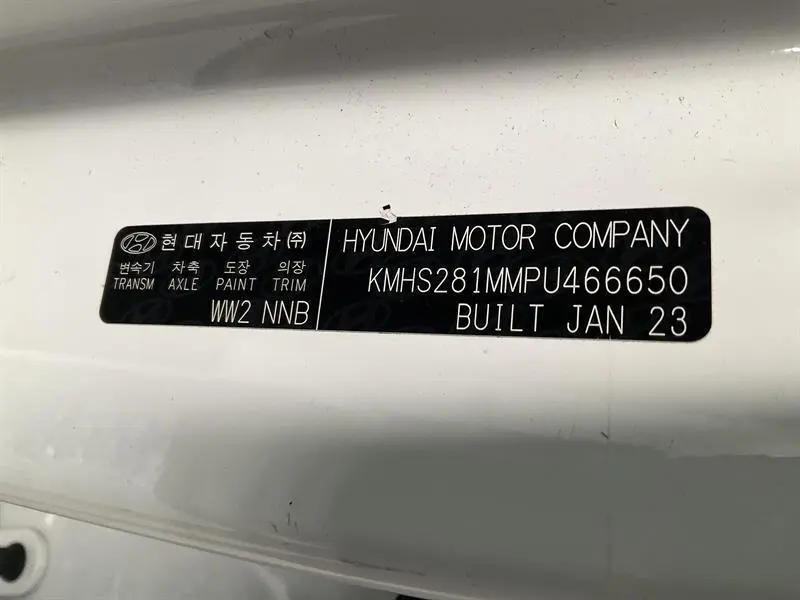 현대자동차(주)
변속기 차축 도장 의장
TRANSM AXLE PAINT TRIM
WW2 NNB
HYUNDAI MOTOR COMPANY
KMHS281MMPU466650
BUILT JAN 23